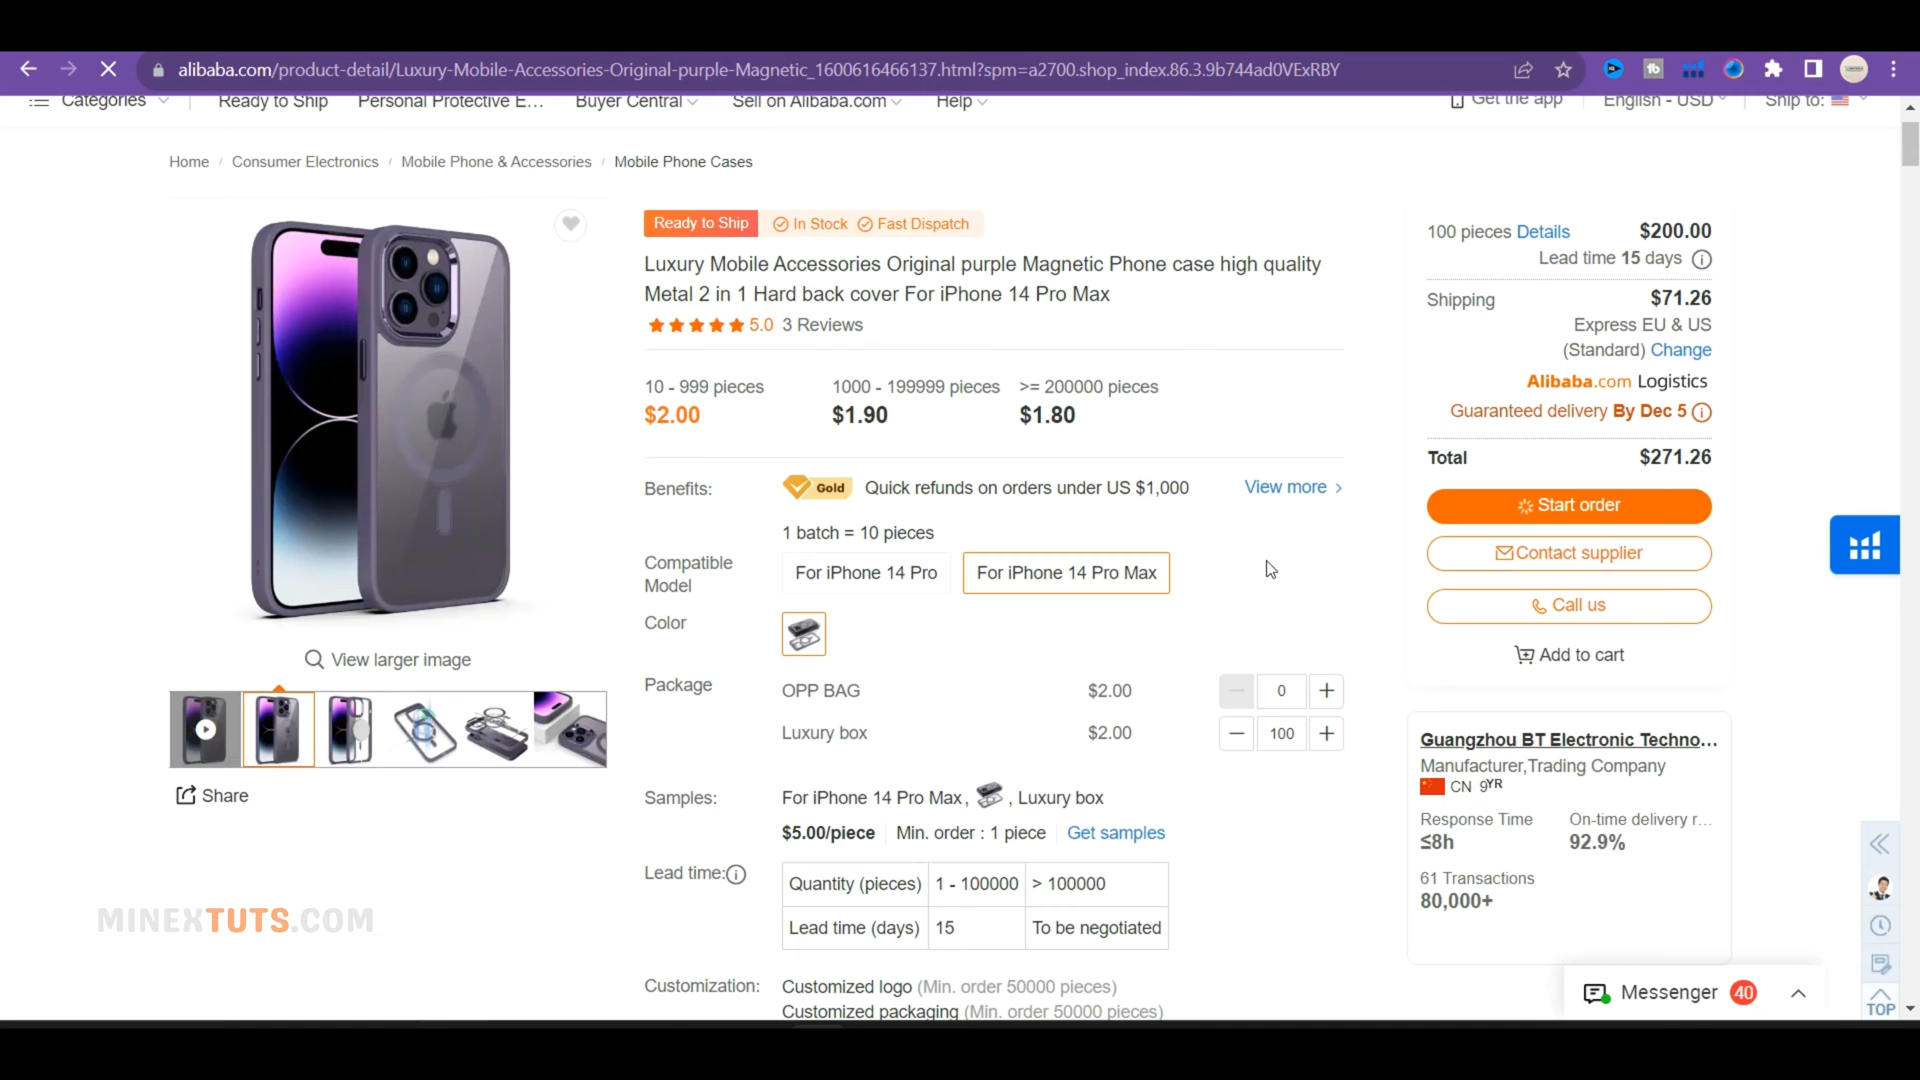 alibaba.com/product-detail/Luxury-Mobile-Accessories-Original-purple-Magnetic_1600616466137.html?spm=a2700.shop_index.86.3.9b744ad0VExRBY
Categories Ready to Ship Personal Protective E... Buyer Central Sell on Alibaba.com Help Get the app English - USD Ship to:
Home / Consumer Electronics / Mobile Phone & Accessories / Mobile Phone Cases
Ready to Ship In Stock Fast Dispatch
Luxury Mobile Accessories Original purple Magnetic Phone case high quality
Metal 2 in 1 Hard back cover For iPhone 14 Pro Max
5.0 3 Reviews
10 - 999 pieces 1000 - 199999 pieces >= 200000 pieces
$2.00 $1.90 $1.80
Benefits: Gold Quick refunds on orders under US $1,000 View more >
1 batch = 10 pieces
Compatible Model
For iPhone 14 Pro For iPhone 14 Pro Max
Color
Package OPP BAG $2.00 0
Luxury box $2.00 100
Samples: For iPhone 14 Pro Max, , Luxury box
$5.00/piece Min. order : 1 piece Get samples
Lead time:
Quantity (pieces) 1 - 100000 > 100000
Lead time (days) 15 To be negotiated
Customization: Customized logo (Min. order 50000 pieces)
Customized packaging (Min. order 50000 pieces)
View larger image
Share
MINEXTUTS.COM
100 pieces Details $200.00
Lead time 15 days
Shipping $71.26
Express EU & US
(Standard) Change
Alibaba.com Logistics
Guaranteed delivery By Dec 5
Total $271.26
Start order
Contact supplier
Call us
Add to cart
Guangzhou BT Electronic Techno...
Manufacturer,Trading Company
CN 9YR
Response Time On-time delivery r...
≤8h 92.9%
61 Transactions
80,000+
Messenger 40
TOP